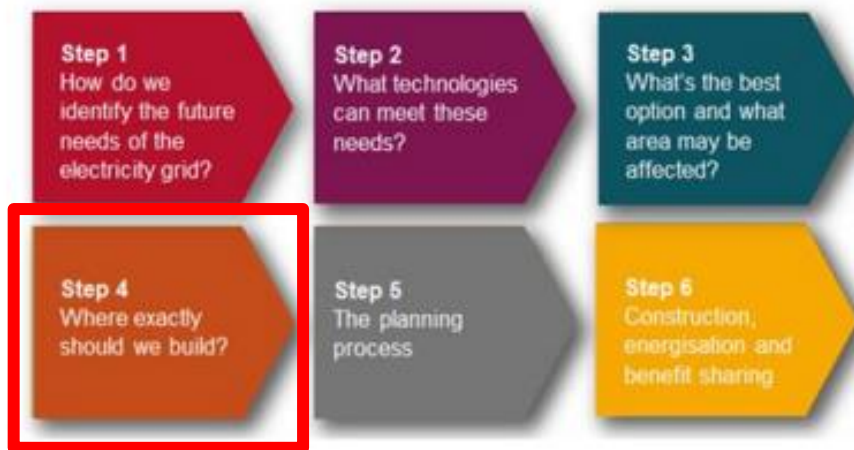 Step 1
How do we
identify the future
needs of the
electricity grid?
Step 2
What technologies
can meet these
needs?
Step 3
What's the best
option and what
area may be
affected?
Step 4
Where exactly
should we build?
Step 5
The planning
process
Step 6
Construction,
energisation and
benefit sharing